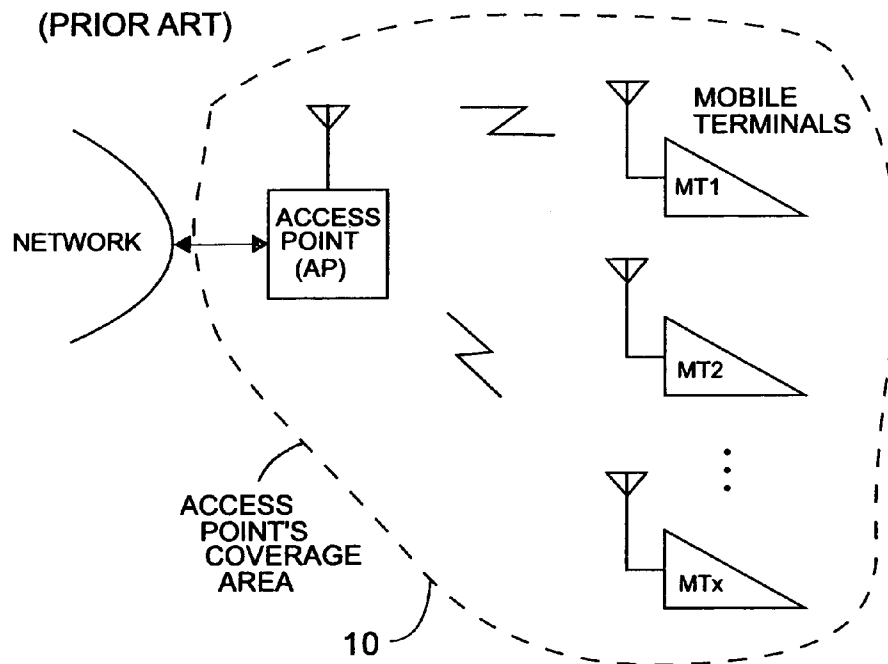 (PRIOR ART)
MOBILE
TERMINALS
MT1
NETWORK
ACCESS
POINT
(AP)
MT2
ACCESS
POINT'S
COVERAGE
AREA
MTx
10